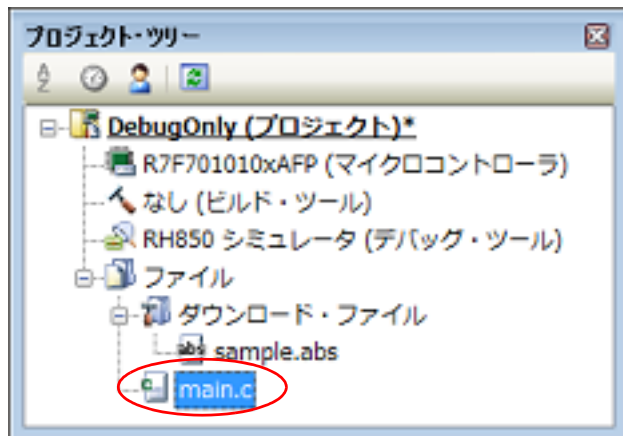 プロジェクト・ツリー
DebugOnly (プロジェクト)*
R7F701010xAFP (マイクロコントローラ)
なし (ビルド・ツール)
RH850 シミュレータ (デバッグ・ツール)
ファイル
ダウンロード・ファイル
sample.abs
main.c